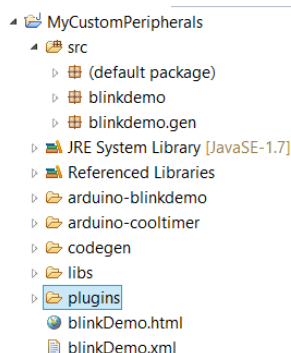 MyCustomPeripherals
src
(default package)
blinkdemo
blinkdemo.gen
JRE System Library [JavaSE-1.7]
Referenced Libraries
arduino-blinkdemo
arduino-cooltimer
codegen
libs
plugins
blinkDemo.html
blinkDemo.xml